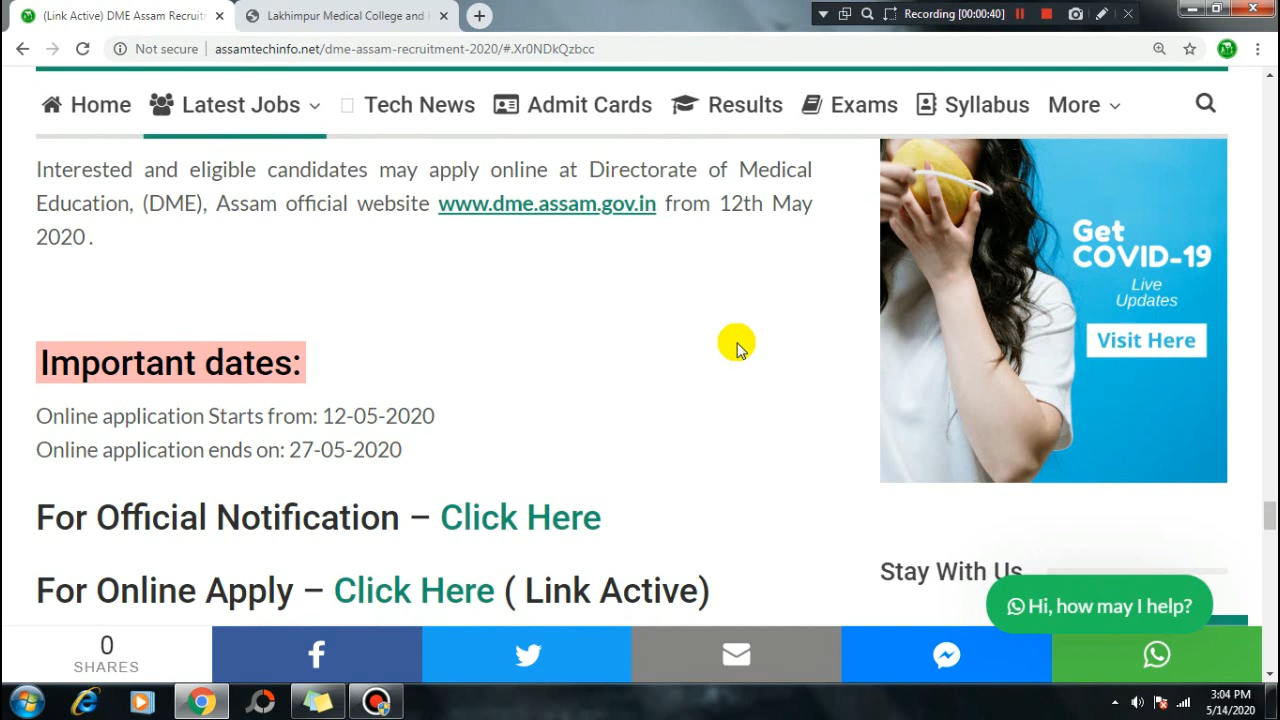 (Link Active) DME Assam Recruitm
Lakhimpur Medical College and
Recording [00:00:40]
Not secure
assamtechinfo.net/dme-assam-recruitment-2020/#.Xr0NDkQzbcc
Home
Latest Jobs
Tech News
Admit Cards
Results
Exams
Syllabus
More
Interested and eligible candidates may apply online at Directorate of Medical
Education, (DME), Assam official website www.dme.assam.gov.in from 12th May
2020 .
Get
COVID-19
Live
Updates
Visit Here
Important dates:
Online application Starts from: 12-05-2020
Online application ends on: 27-05-2020
For Official Notification – Click Here
For Online Apply – Click Here ( Link Active)
Stay With Us
Hi, how may I help?
0
SHARES
3:04 PM
5/14/2020